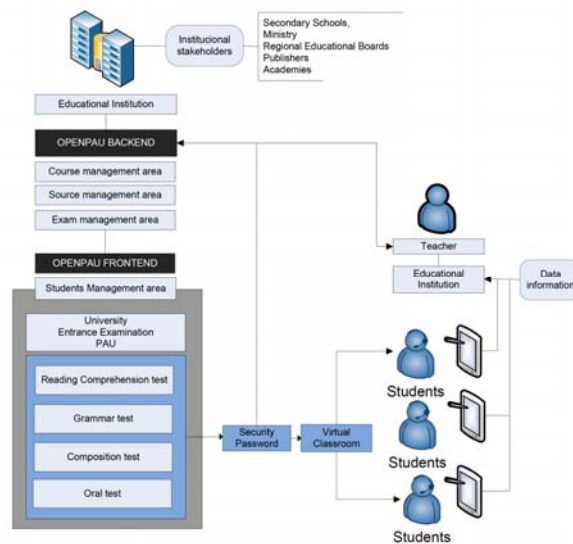 Institucional
stakeholders
Secondary Schools,
Ministry
Regional Educational Boards
Publishers
Academies
Educational Institution
OPENPAU BACKEND
Course management area
Source management area
Exam management area
OPENPAU FRONTEND
Students Management area
University
Entrance Examination
PAU
Reading Comprehension test
Grammar test
Composition test
Oral test
Security
Password
Virtual
Classroom
Teacher
Educational
Institution
Data
information
Students
Students
Students